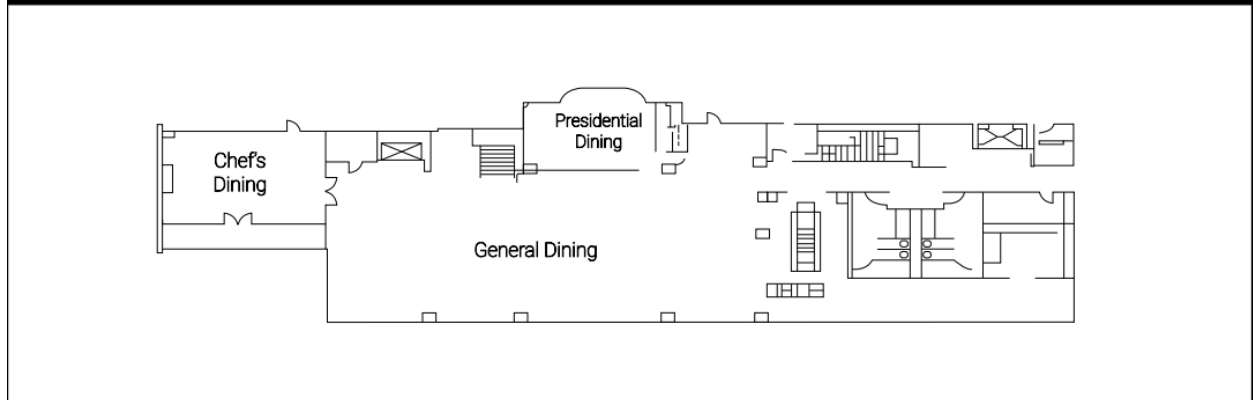 Presidential
Dining
Chef's
Dining
General Dining